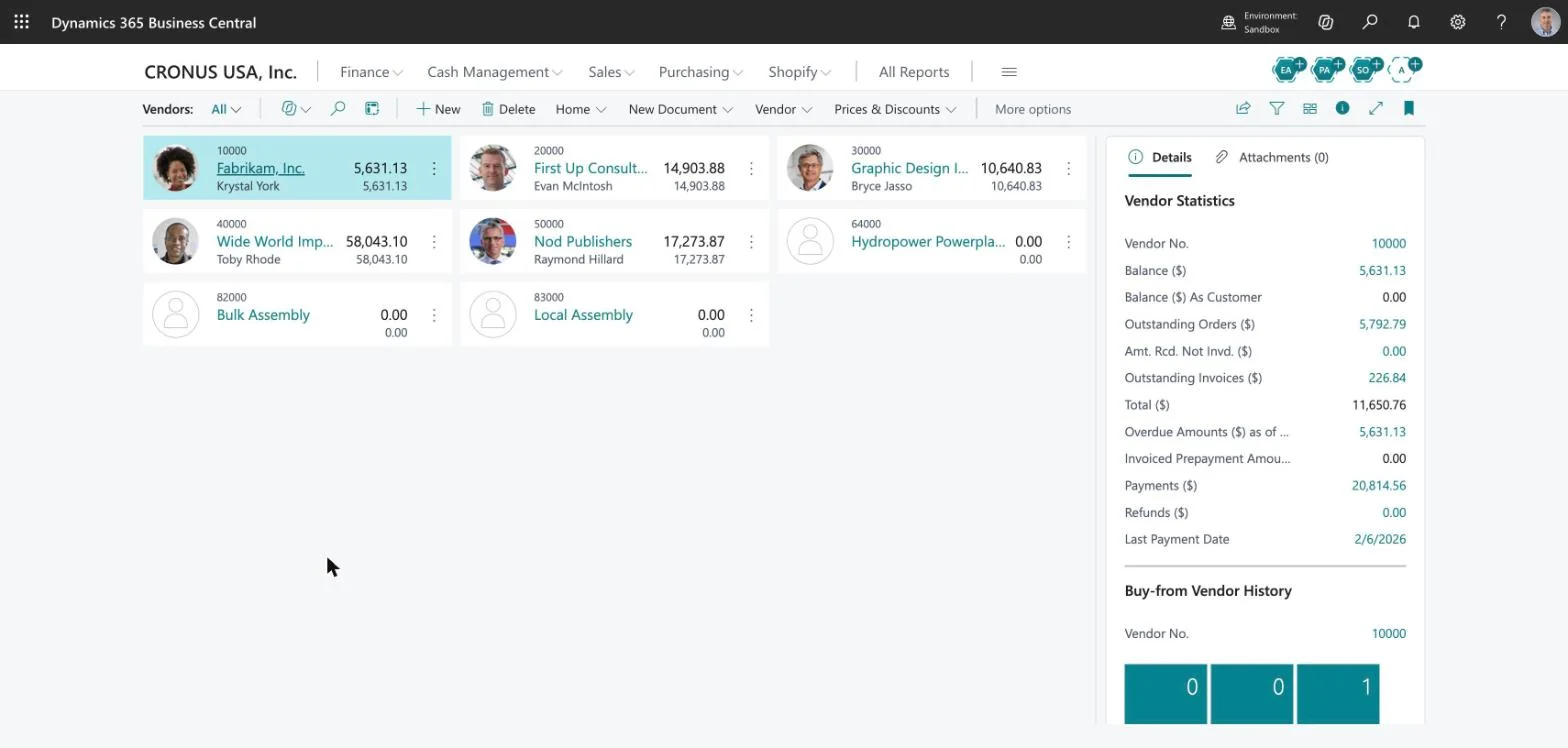 Dynamics 365 Business Central
Environment:
Sandbox
CRONUS USA, Inc.
Finance
Cash Management
Sales
Purchasing
Shopify
All Reports
EA
PA
SO
A
Vendors: All
New
Delete
Home
New Document
Vendor
Prices & Discounts
More options
10000
Fabrikam, Inc. 5,631.13
Krystal York 5,631.13
20000
First Up Consult... 14,903.88
Evan McIntosh 14,903.88
30000
Graphic Design I... 10,640.83
Bryce Jasso 10,640.83
40000
Wide World Imp... 58,043.10
Toby Rhode 58,043.10
50000
Nod Publishers 17,273.87
Raymond Hillard 17,273.87
64000
Hydropower Powerpla... 0.00
0.00
82000
Bulk Assembly 0.00
0.00
83000
Local Assembly 0.00
0.00
Details
Attachments (0)
Vendor Statistics
Vendor No. 10000
Balance ($) 5,631.13
Balance ($) As Customer 0.00
Outstanding Orders ($) 5,792.79
Amt. Rcd. Not Invd. ($) 0.00
Outstanding Invoices ($) 226.84
Total ($) 11,650.76
Overdue Amounts ($) as of ... 5,631.13
Invoiced Prepayment Amou... 0.00
Payments ($) 20,814.56
Refunds ($) 0.00
Last Payment Date 2/6/2026
Buy-from Vendor History
Vendor No. 10000
0 0 1